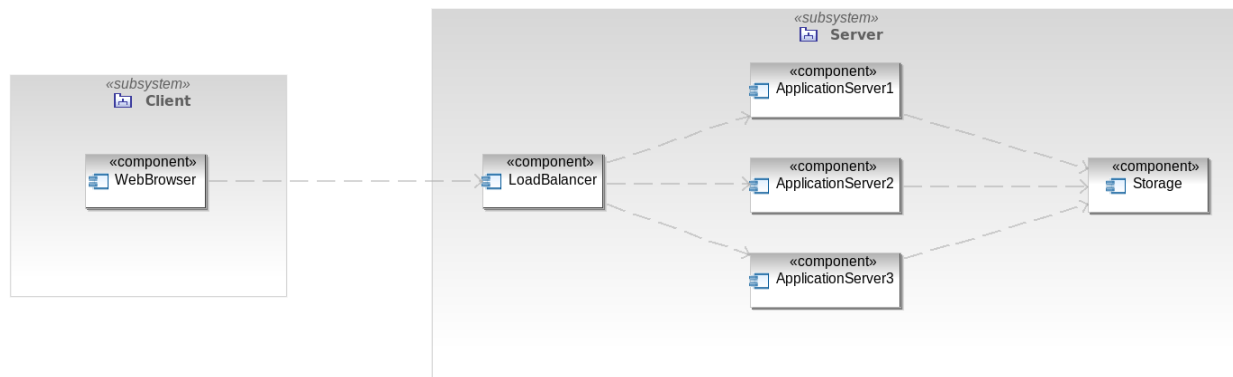 «subsystem»
Client
«component»
WebBrowser
«subsystem»
Server
«component»
LoadBalancer
«component»
ApplicationServer1
«component»
ApplicationServer2
«component»
ApplicationServer3
«component»
Storage